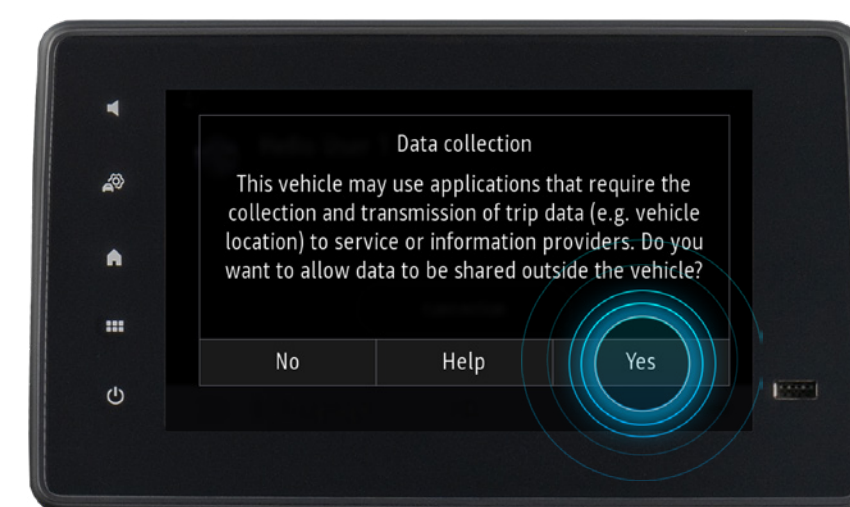 Data collection
This vehicle may use applications that require the
collection and transmission of trip data (e.g. vehicle
location) to service or information providers. Do you
want to allow data to be shared outside the vehicle?
No Help Yes